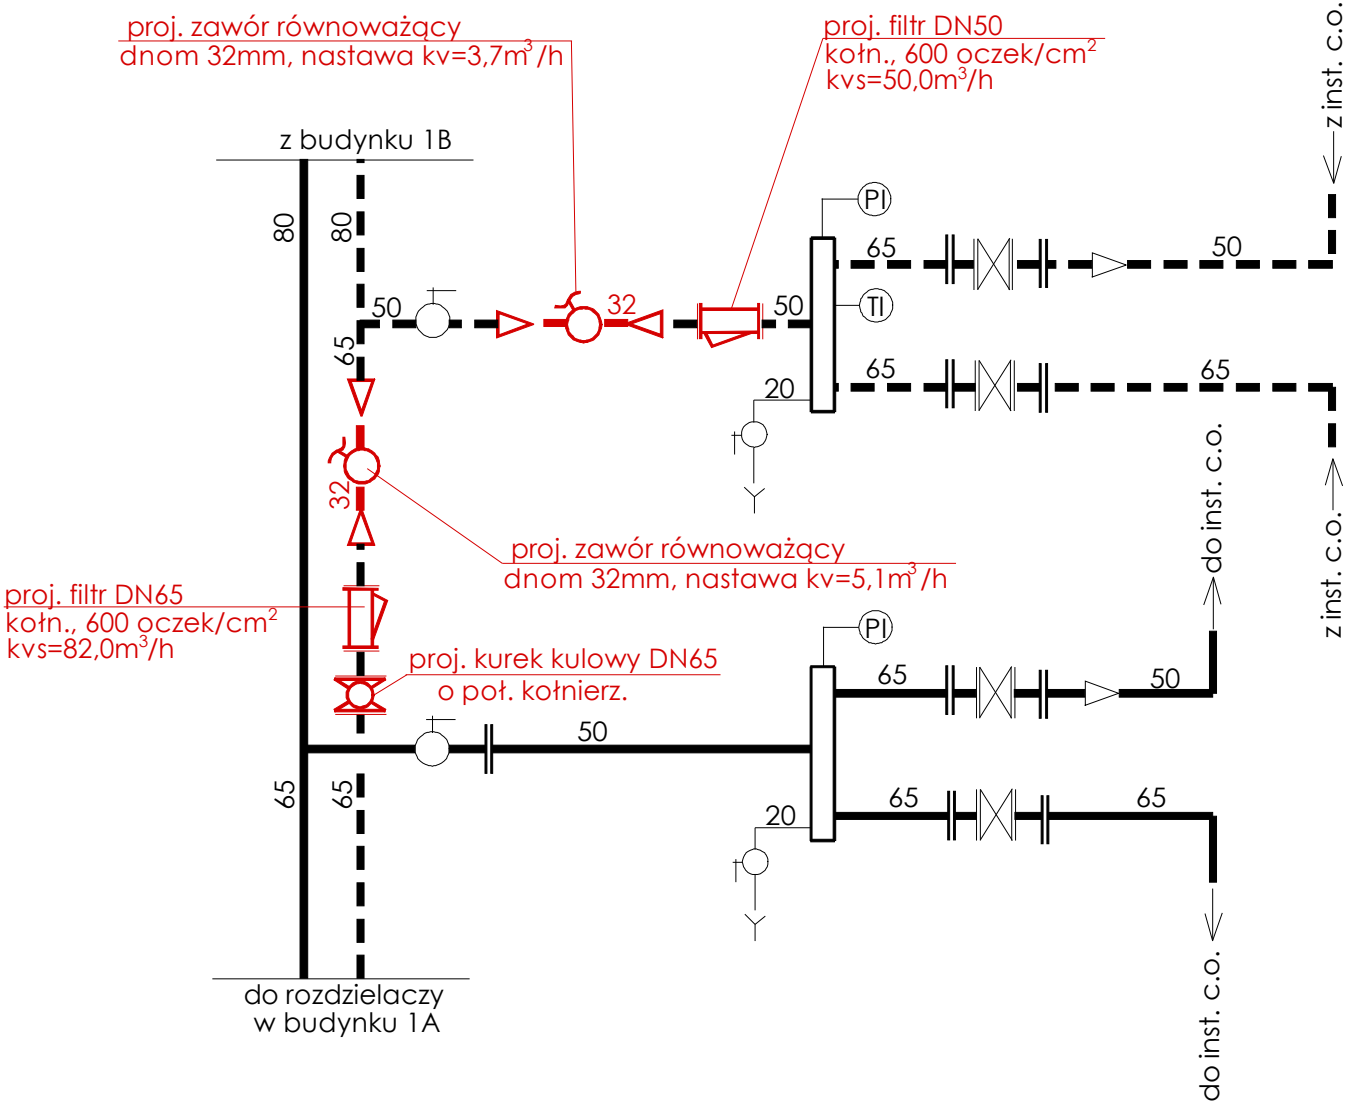 proj. zawór równoważący
dnom 32mm, nastawa kv=3,7m³/h
proj. filtr DN50
kołn., 600 oczek/cm²
kvs=50,0m³/h
z inst. c.o.
z budynku 1B
80
80
PI
65
50
50
32
50
TI
65
65
65
20
do inst. c.o.
32
z inst. c.o.
proj. zawór równoważący
dnom 32mm, nastawa kv=5,1m³/h
proj. filtr DN65
kołn., 600 oczek/cm²
kvs=82,0m³/h
PI
proj. kurek kulowy DN65
o poł. kołnierz.
65
50
50
65
65
65
65
20
do rozdzielaczy
w budynku 1A
do inst. c.o.